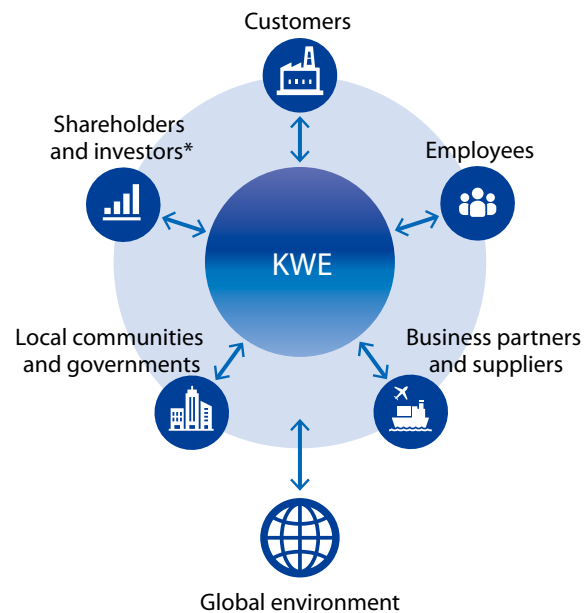 Customers
Shareholders
and investors*
Employees
KWE
Local communities
and governments
Business partners
and suppliers
Global environment